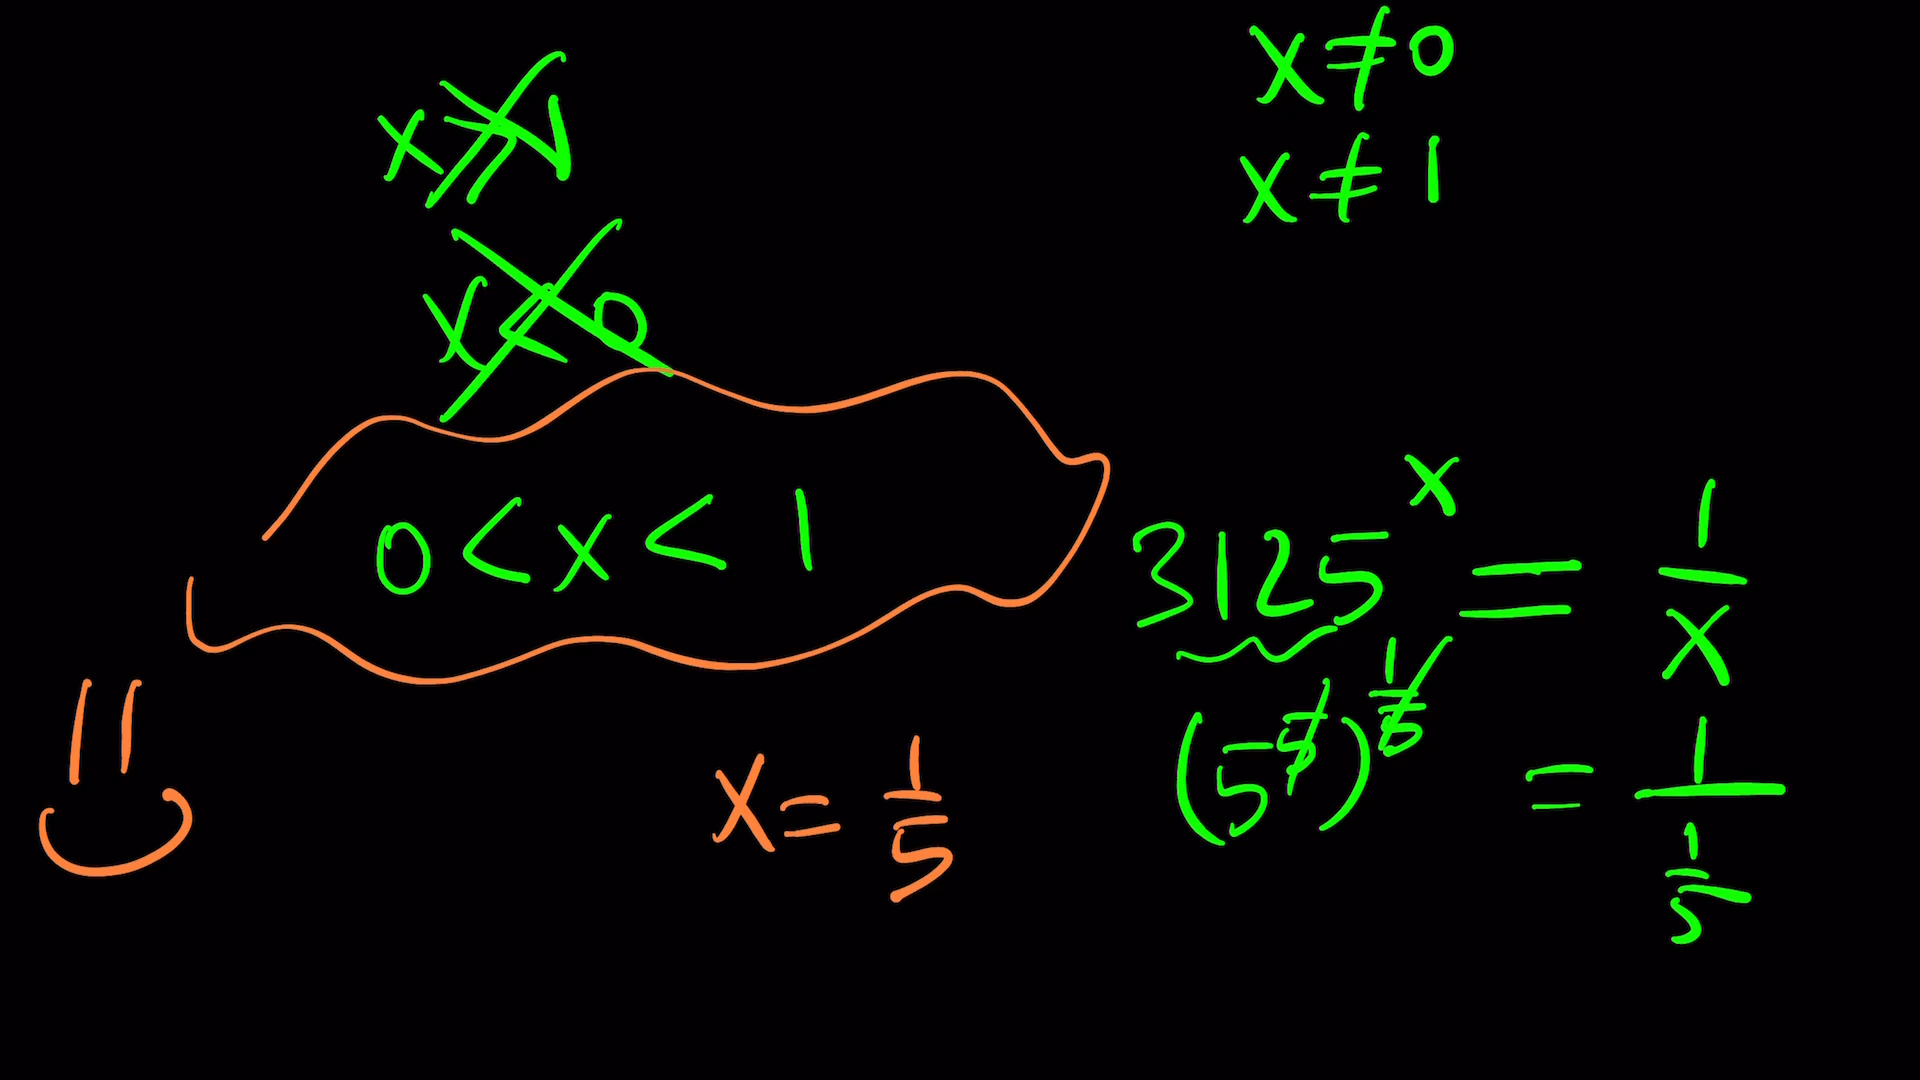 x ≠ 0
x ≠ 1
x > 1
x < 0
0 < x < 1
3125^x = 1/x
(5^5)^(1/5) = 1/(1/5)
x = 1/5